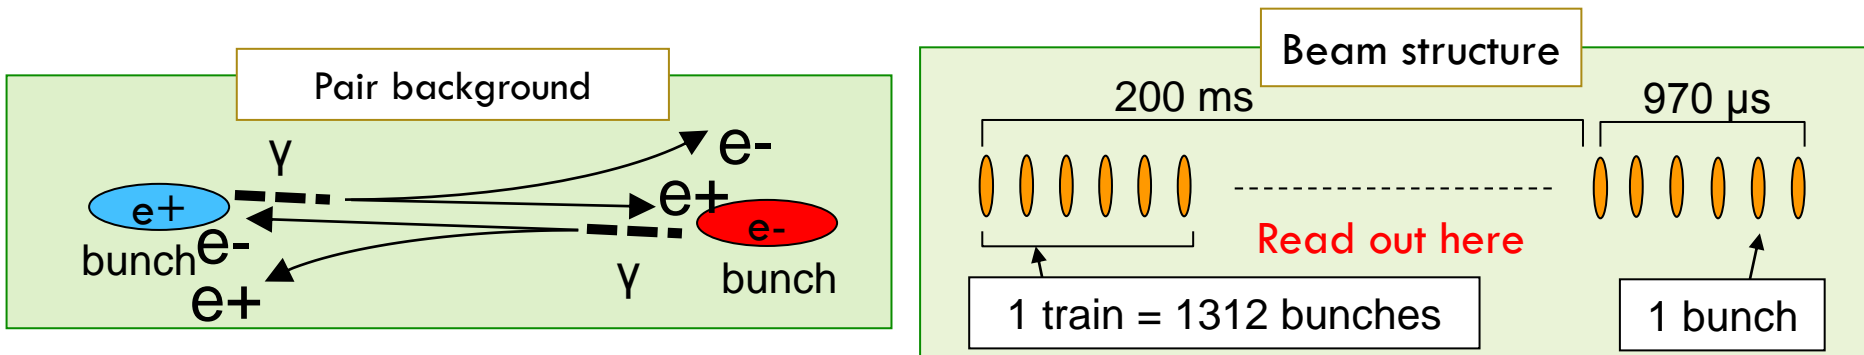 Pair background
γ
e-
e+
e+
e-
bunch
e-
e+
γ
bunch
Beam structure
200 ms
970 μs
Read out here
1 train = 1312 bunches
1 bunch